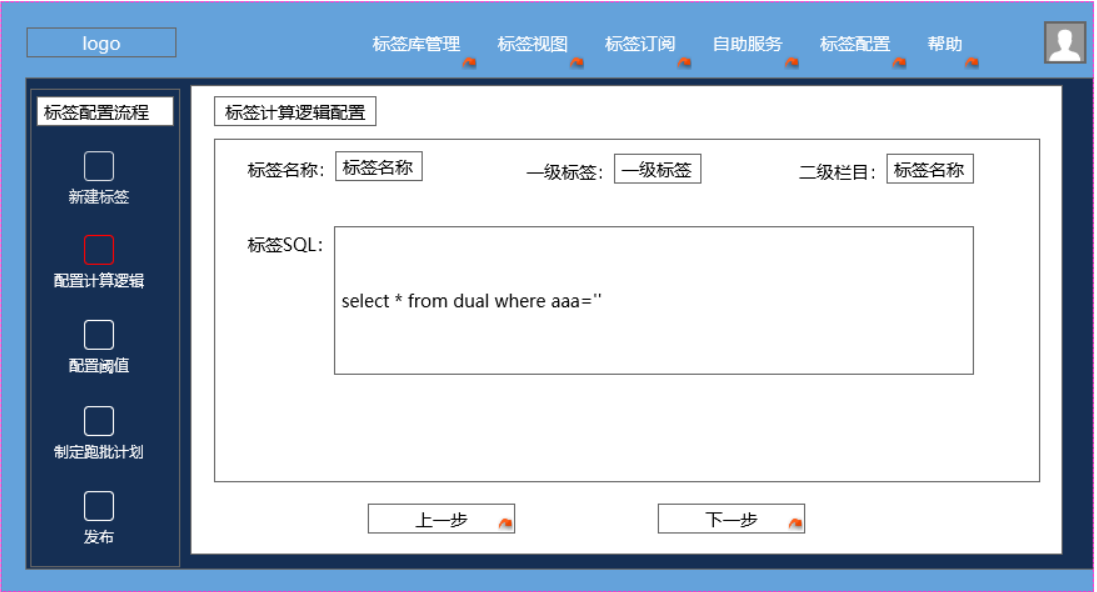 logo
标签库管理 标签视图 标签订阅 自助服务 标签配置 帮助
标签配置流程
新建标签
配置计算逻辑
配置阈值
制定跑批计划
发布
标签计算逻辑配置
标签名称： 标签名称 一级标签： 一级标签 二级栏目： 标签名称
标签SQL：
select * from dual where aaa=''
上一步 下一步